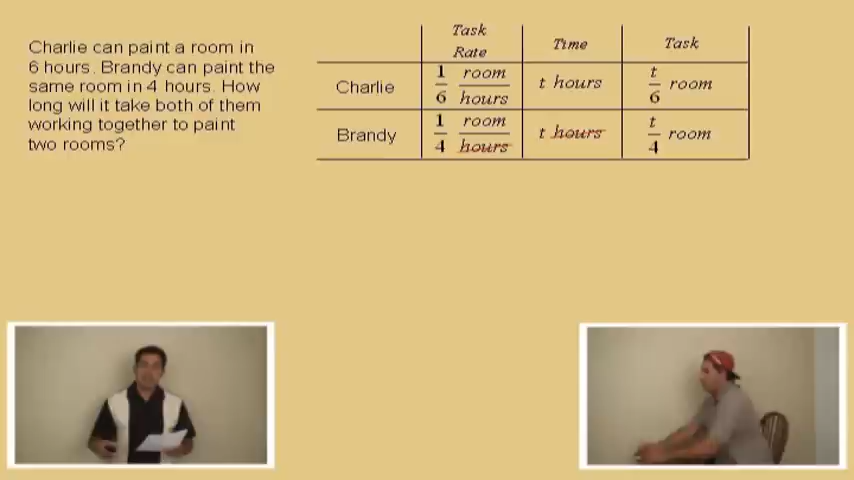 Charlie can paint a room in
6 hours. Brandy can paint the
same room in 4 hours. How
long will it take both of them
working together to paint
two rooms?
Task Rate Time Task
Charlie 1/6 room/hours t hours t/6 room
Brandy 1/4 room/hours t hours t/4 room